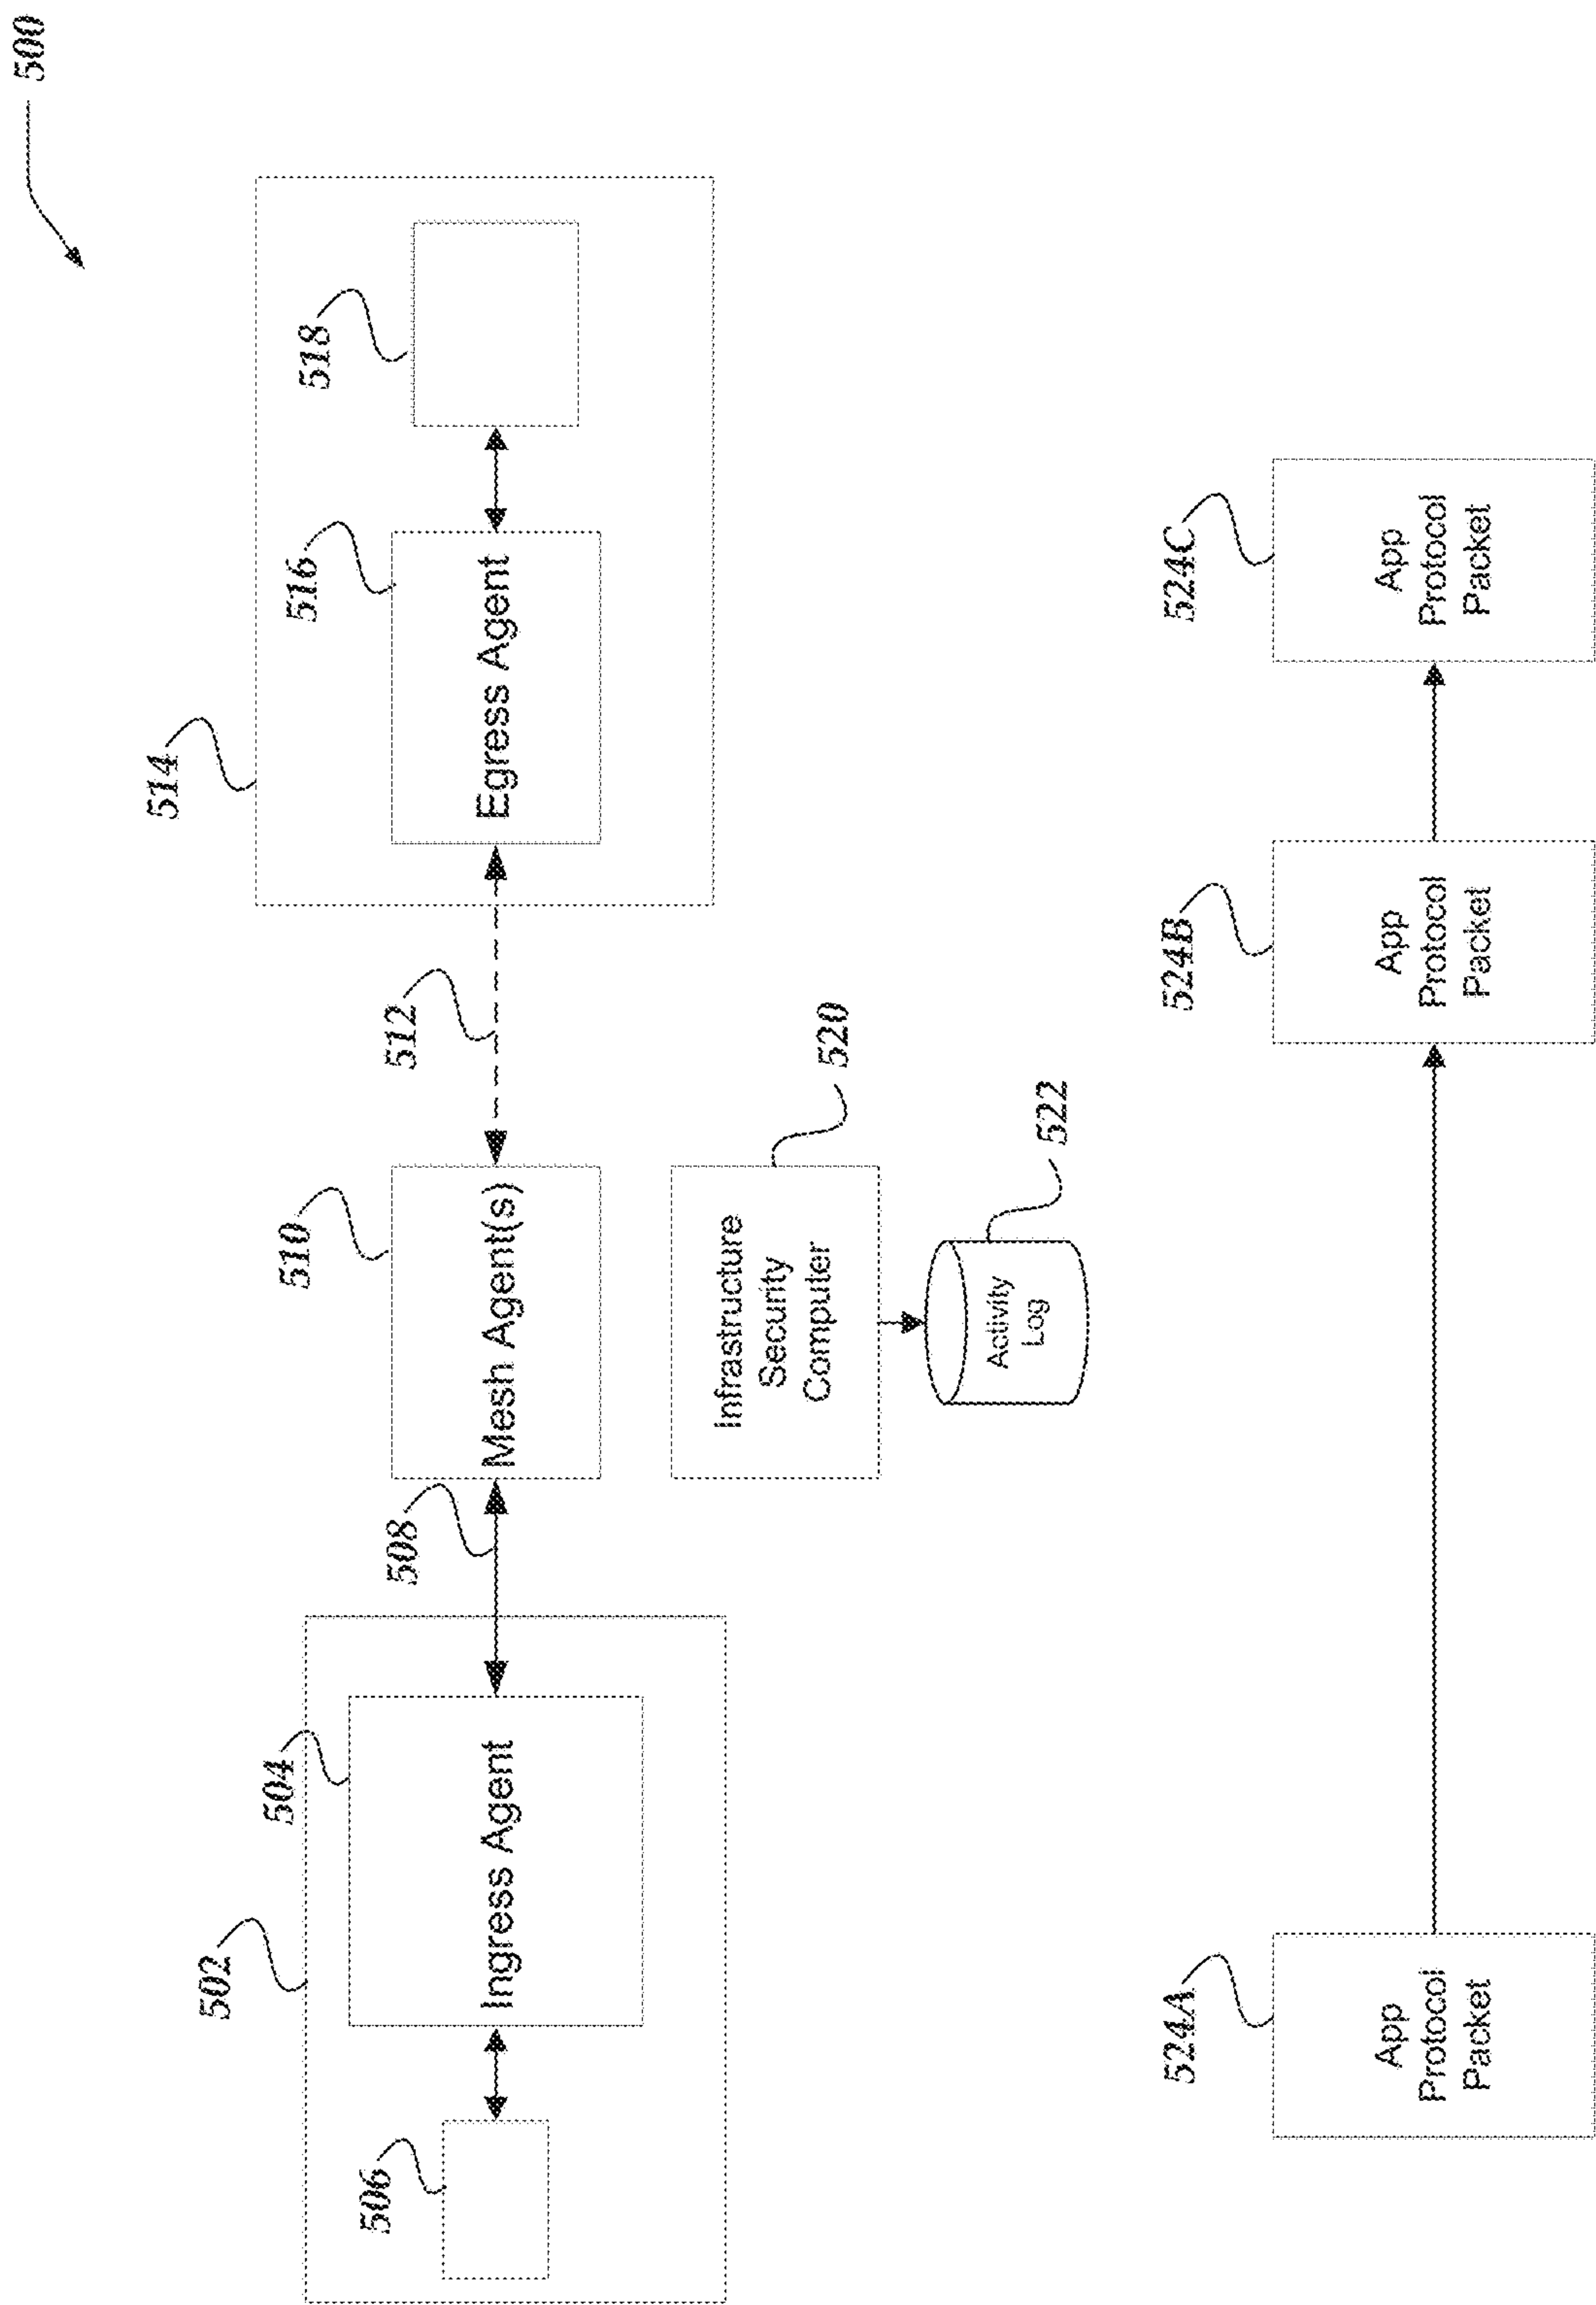 500
514
518
516
Egress Agent
512
510
Mesh Agent(s)
508
502
504
Ingress Agent
506
520
Infrastructure
Security
Computer
522
Activity
Log
524A
App
Protocol
Packet
524B
App
Protocol
Packet
524C
App
Protocol
Packet